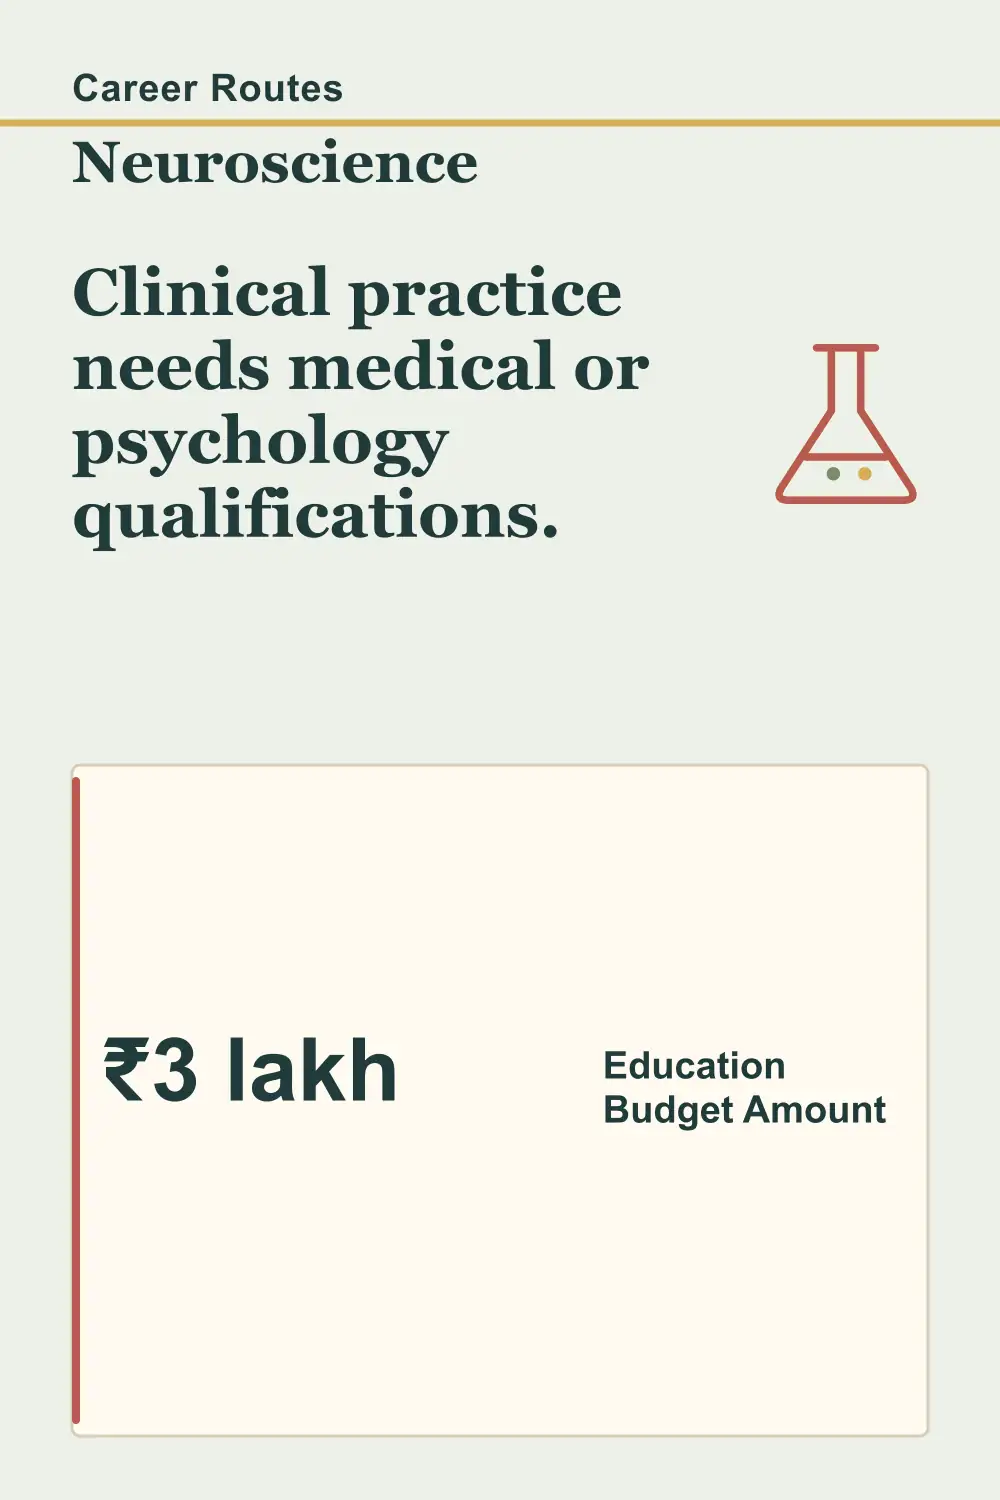 Career Routes
Neuroscience
Clinical practice
needs medical or
psychology
qualifications.
₹3 lakh
Education
Budget Amount